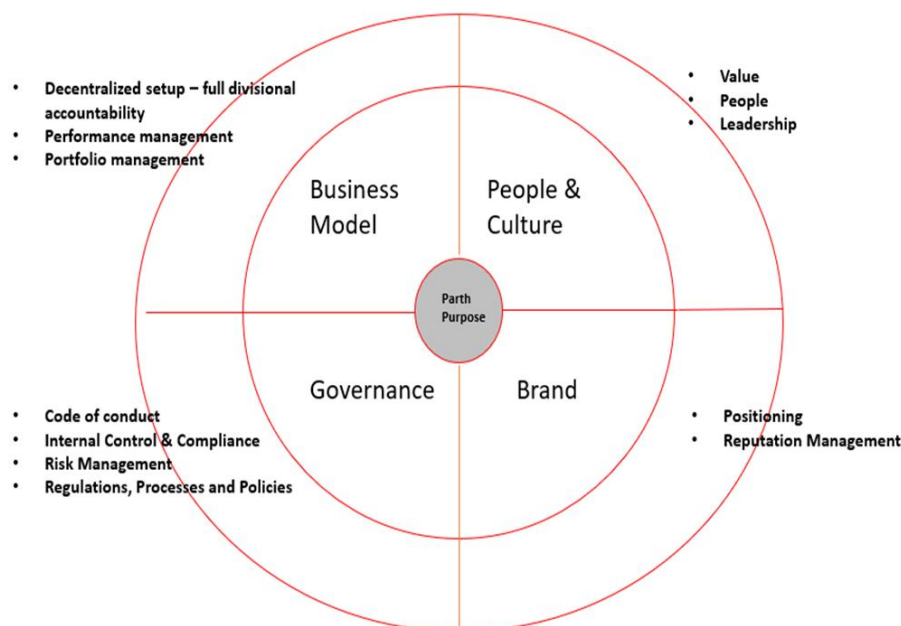 • Decentralized setup – full divisional
accountability
• Performance management
• Portfolio management
• Value
• People
• Leadership
Business
Model
People &
Culture
Parth
Purpose
Governance
Brand
• Code of conduct
• Internal Control & Compliance
• Risk Management
• Regulations, Processes and Policies
• Positioning
• Reputation Management